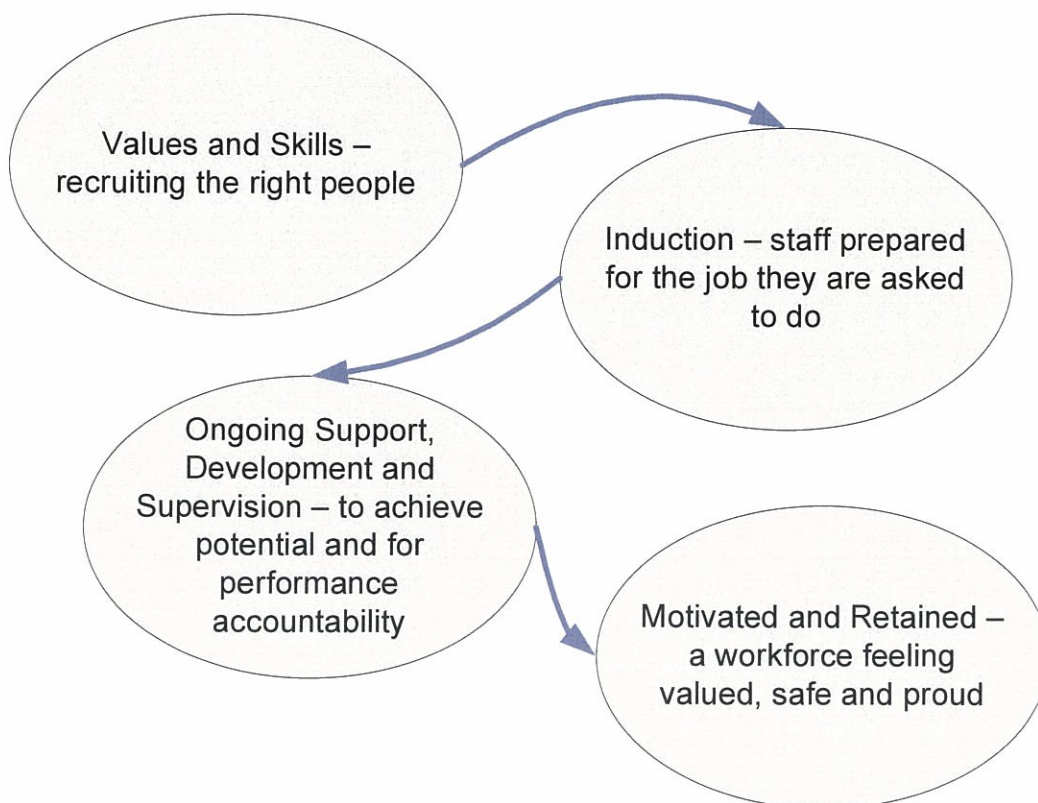 Values and Skills –
recruiting the right people
Induction – staff prepared
for the job they are asked
to do
Ongoing Support,
Development and
Supervision – to achieve
potential and for
performance
accountability
Motivated and Retained –
a workforce feeling
valued, safe and proud